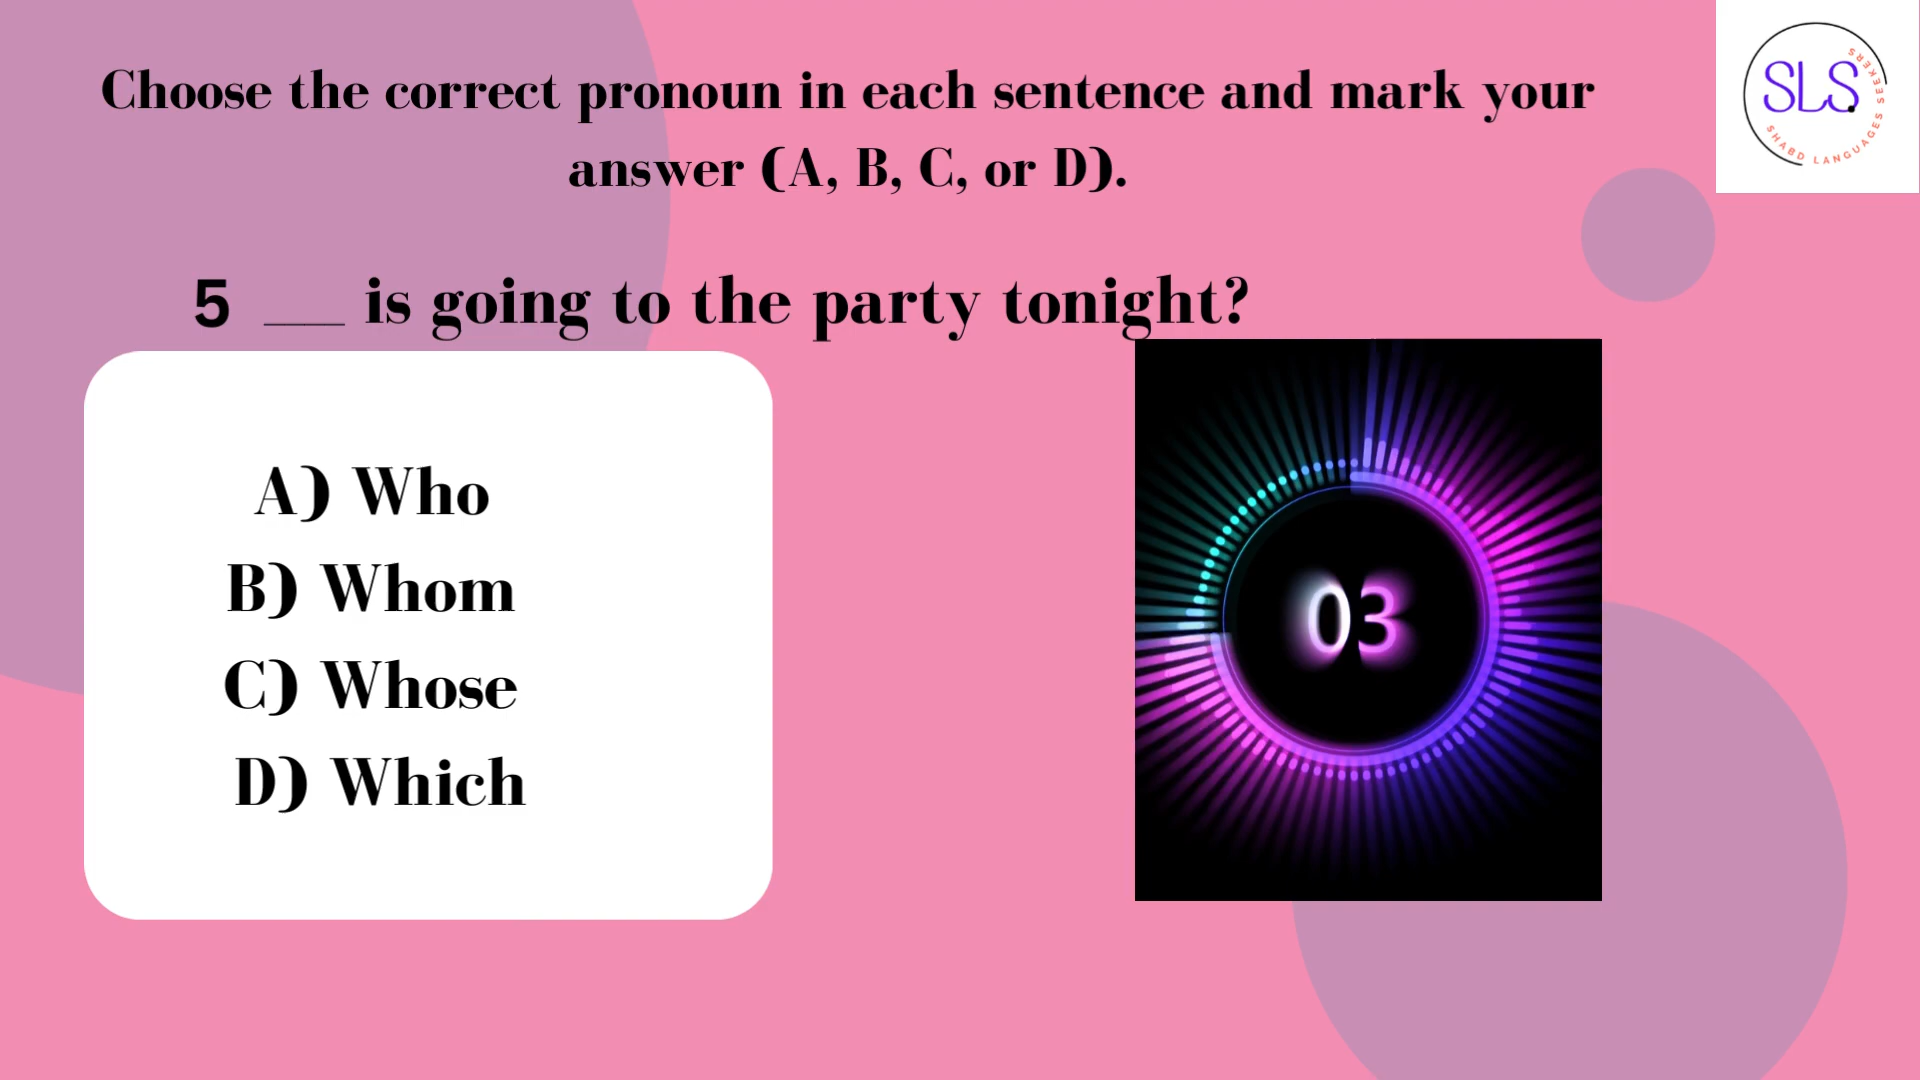 Choose the correct pronoun in each sentence and mark your
answer (A, B, C, or D).
5 ___ is going to the party tonight?
A) Who
B) Whom
C) Whose
D) Which
03
SLS.
SHABD LANGUAGES SEEKERS